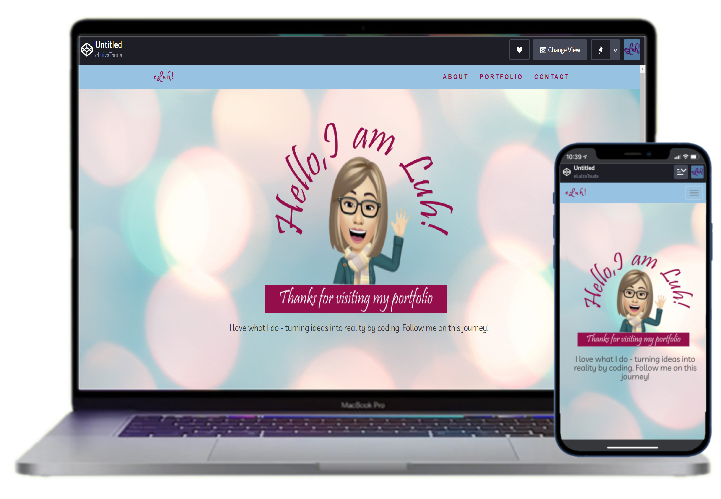 Untitled
Change View
eLuh!
ABOUT PORTFOLIO CONTACT
Hello, I am Luh!
Thanks for visiting my portfolio
I love what I do - turning ideas into reality by coding. Follow me on this journey.
MacBook Pro
10:39
Untitled
eLuh!
Hello, I am Luh!
Thanks for visiting my portfolio
I love what I do - turning ideas into
reality by coding. Follow me on this
journey!